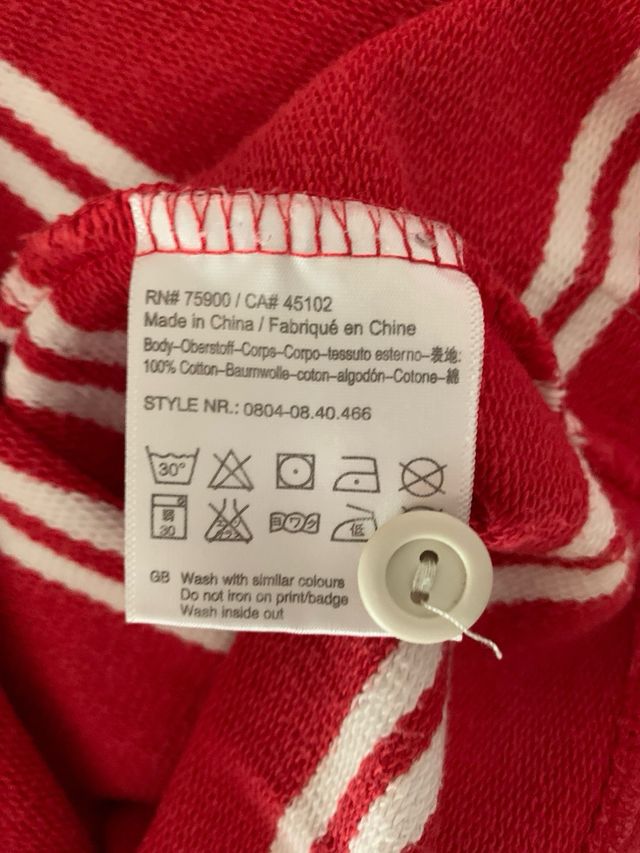 RN# 75900 / CA# 45102
Made in China / Fabriqué en Chine
Body–Oberstoff–Corps–Corpo–tessuto esterno–表地:
100% Cotton–Baumwolle–coton–algodón–Cotone–綿
STYLE NR.: 0804-08.40.466
30°
弱
30
低
GB Wash with similar colours
Do not iron on print/badge
Wash inside out